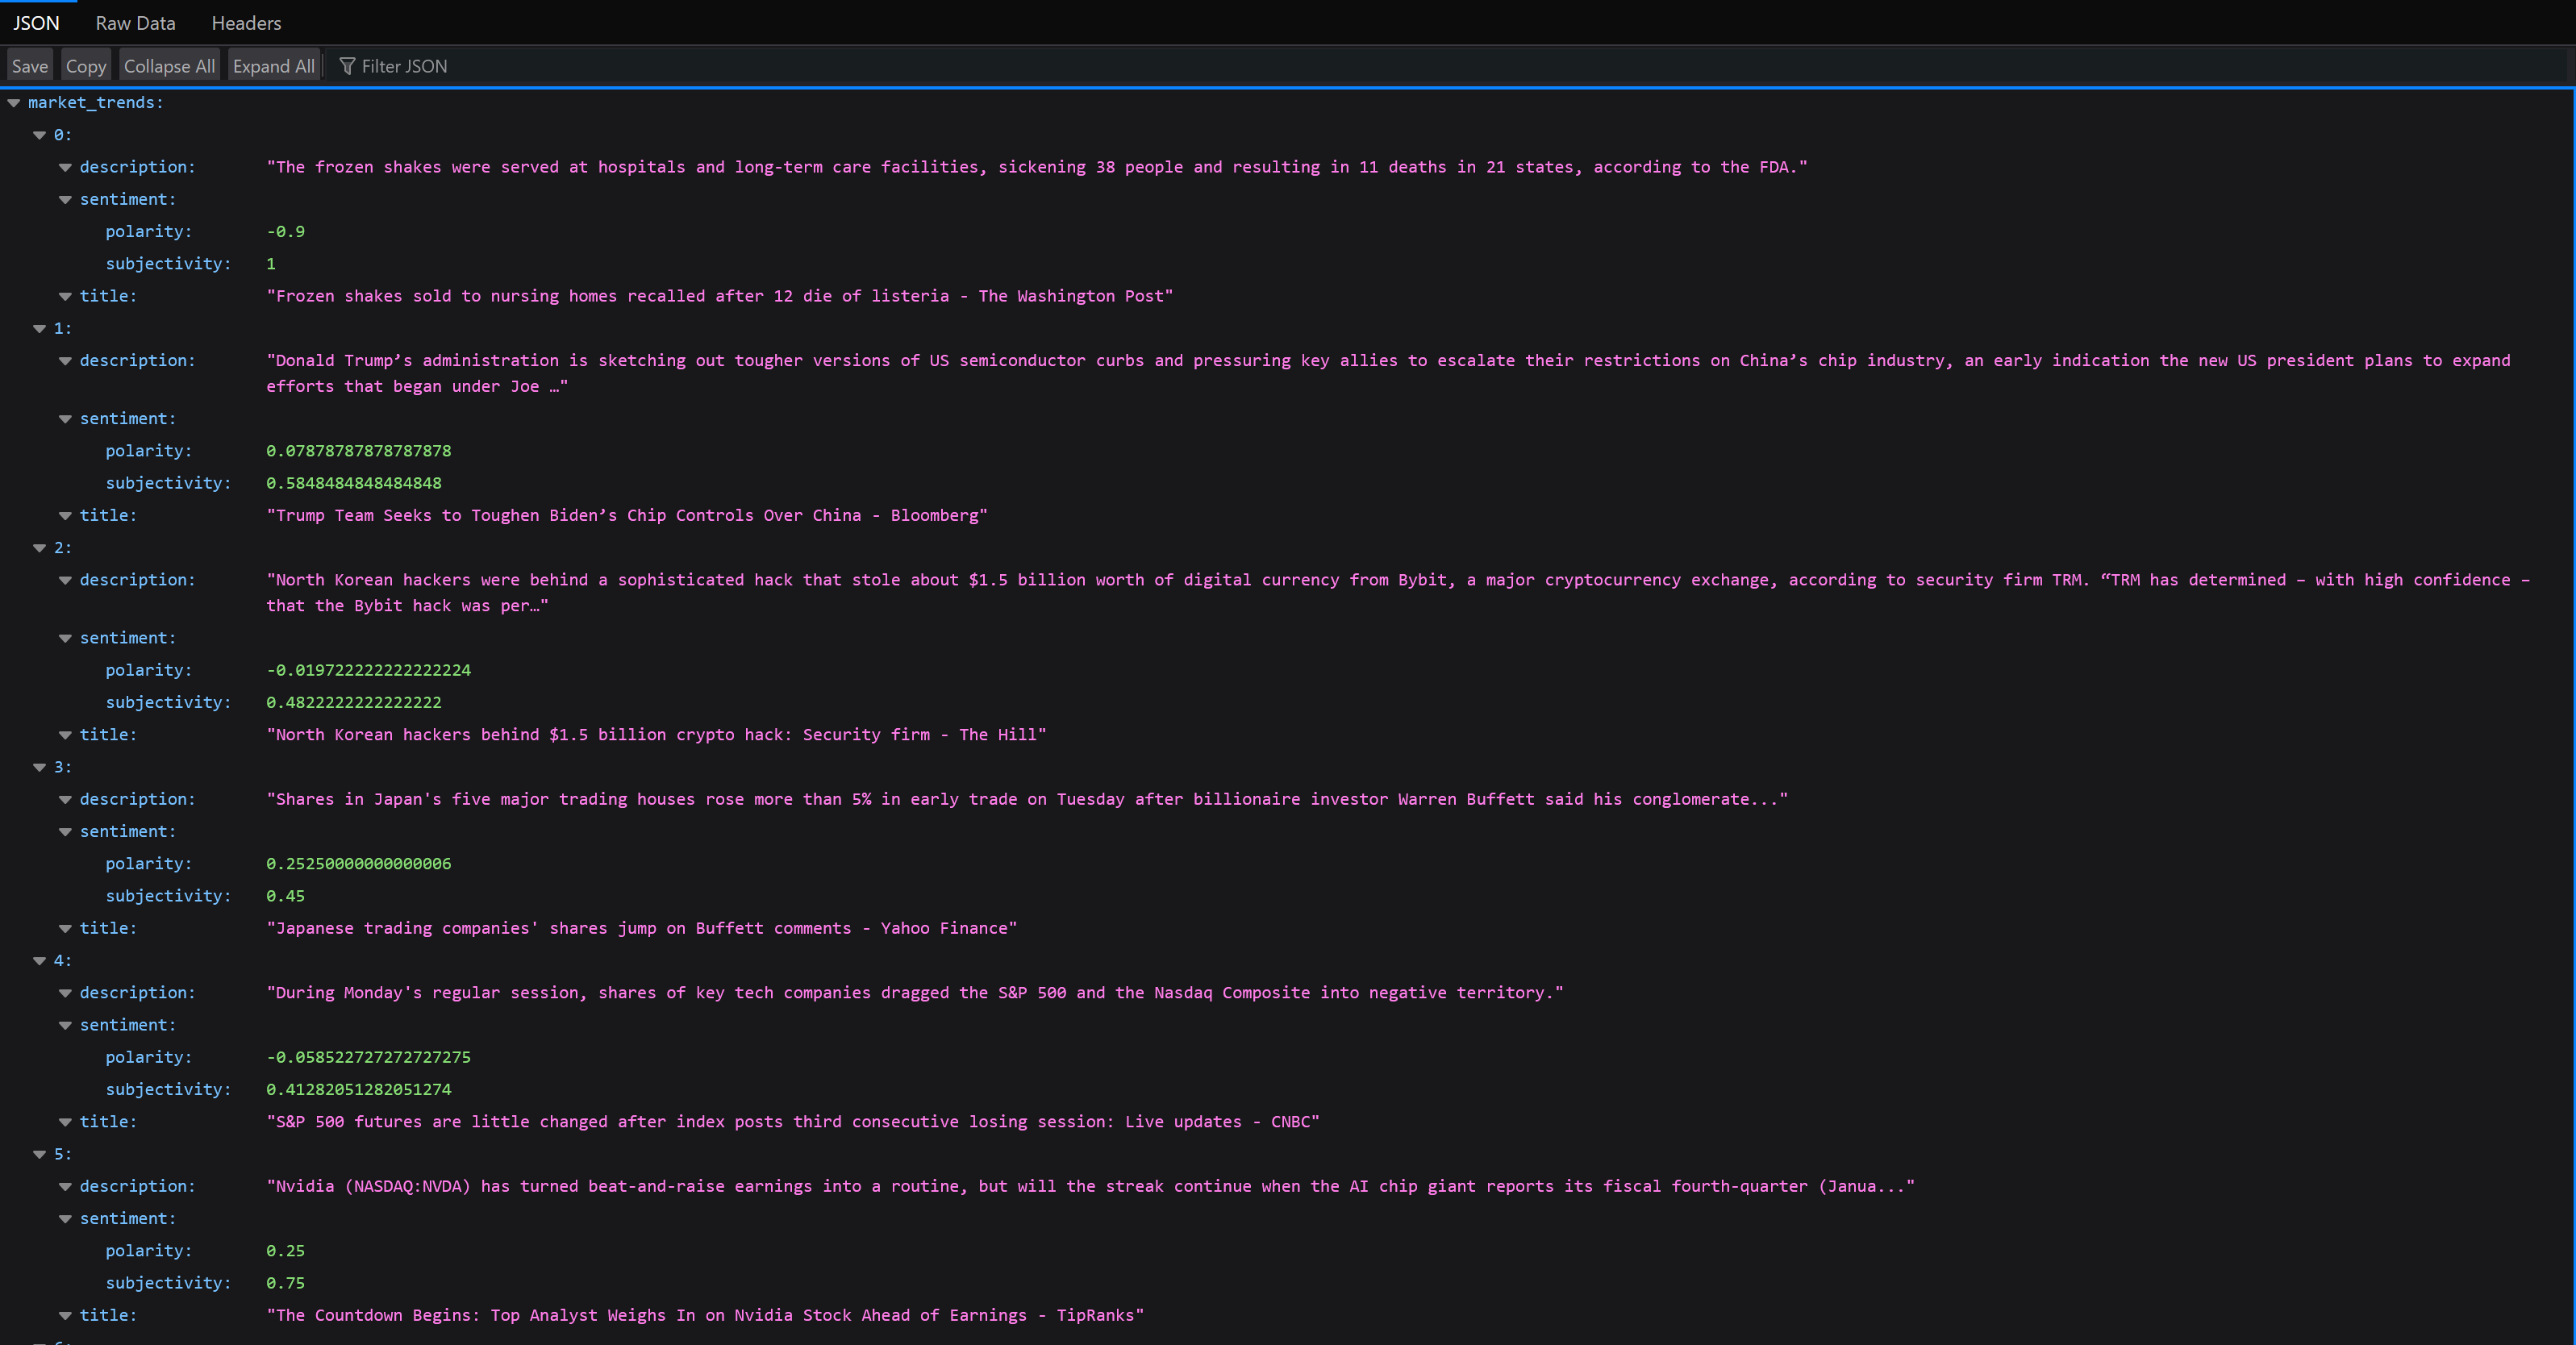 JSON Raw Data Headers
Save Copy Collapse All Expand All Filter JSON
market_trends:
0:
description: "The frozen shakes were served at hospitals and long-term care facilities, sickening 38 people and resulting in 11 deaths in 21 states, according to the FDA."
sentiment:
polarity: -0.9
subjectivity: 1
title: "Frozen shakes sold to nursing homes recalled after 12 die of listeria - The Washington Post"
1:
description: "Donald Trump’s administration is sketching out tougher versions of US semiconductor curbs and pressuring key allies to escalate their restrictions on China’s chip industry, an early indication the new US president plans to expand
efforts that began under Joe …"
sentiment:
polarity: 0.07878787878787878
subjectivity: 0.5848484848484848
title: "Trump Team Seeks to Toughen Biden’s Chip Controls Over China - Bloomberg"
2:
description: "North Korean hackers were behind a sophisticated hack that stole about $1.5 billion worth of digital currency from Bybit, a major cryptocurrency exchange, according to security firm TRM. “TRM has determined – with high confidence –
that the Bybit hack was per…"
sentiment:
polarity: -0.019722222222222224
subjectivity: 0.4822222222222222
title: "North Korean hackers behind $1.5 billion crypto hack: Security firm - The Hill"
3:
description: "Shares in Japan's five major trading houses rose more than 5% in early trade on Tuesday after billionaire investor Warren Buffett said his conglomerate..."
sentiment:
polarity: 0.25250000000000006
subjectivity: 0.45
title: "Japanese trading companies' shares jump on Buffett comments - Yahoo Finance"
4:
description: "During Monday's regular session, shares of key tech companies dragged the S&P 500 and the Nasdaq Composite into negative territory."
sentiment:
polarity: -0.058522727272727275
subjectivity: 0.41282051282051274
title: "S&P 500 futures are little changed after index posts third consecutive losing session: Live updates - CNBC"
5:
description: "Nvidia (NASDAQ:NVDA) has turned beat-and-raise earnings into a routine, but will the streak continue when the AI chip giant reports its fiscal fourth-quarter (Janua..."
sentiment:
polarity: 0.25
subjectivity: 0.75
title: "The Countdown Begins: Top Analyst Weighs In on Nvidia Stock Ahead of Earnings - TipRanks"